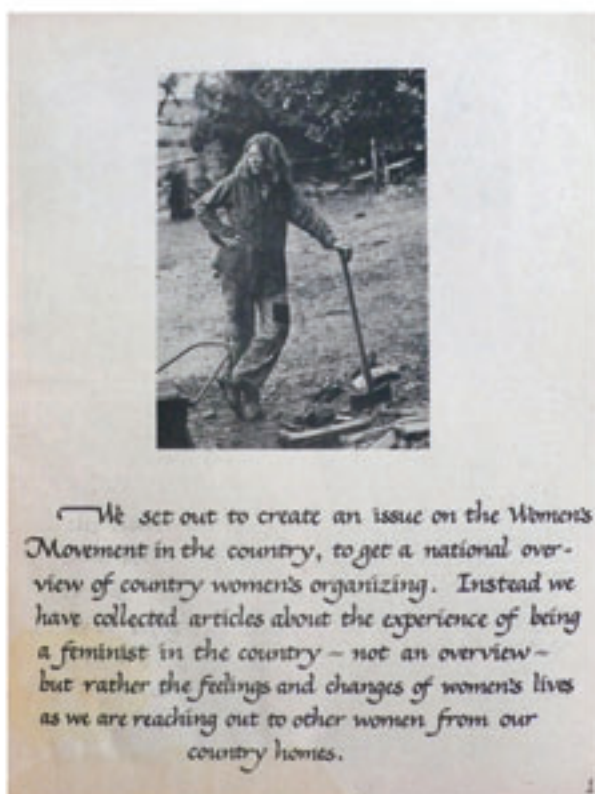 We set out to create an issue on the Women's
Movement in the country, to get a national over-
view of country women's organizing. Instead we
have collected articles about the experience of being
a feminist in the country – not an overview –
but rather the feelings and changes of women's lives
as we are reaching out to other women from our
country homes.